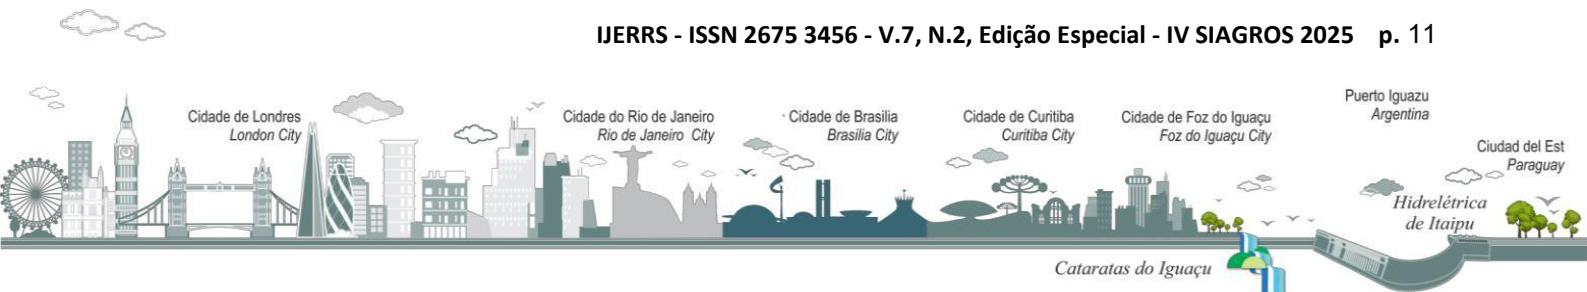 IJERRS - ISSN 2675 3456 - V.7, N.2, Edição Especial - IV SIAGROS 2025 p. 11
Cidade de Londres
London City
Cidade do Rio de Janeiro
Rio de Janeiro City
Cidade de Brasilia
Brasilia City
Cidade de Curitiba
Curitiba City
Cidade de Foz do Iguaçu
Foz do Iguaçu City
Puerto Iguazu
Argentina
Ciudad del Est
Paraguay
Hidrelétrica
de Itaipu
Cataratas do Iguaçu